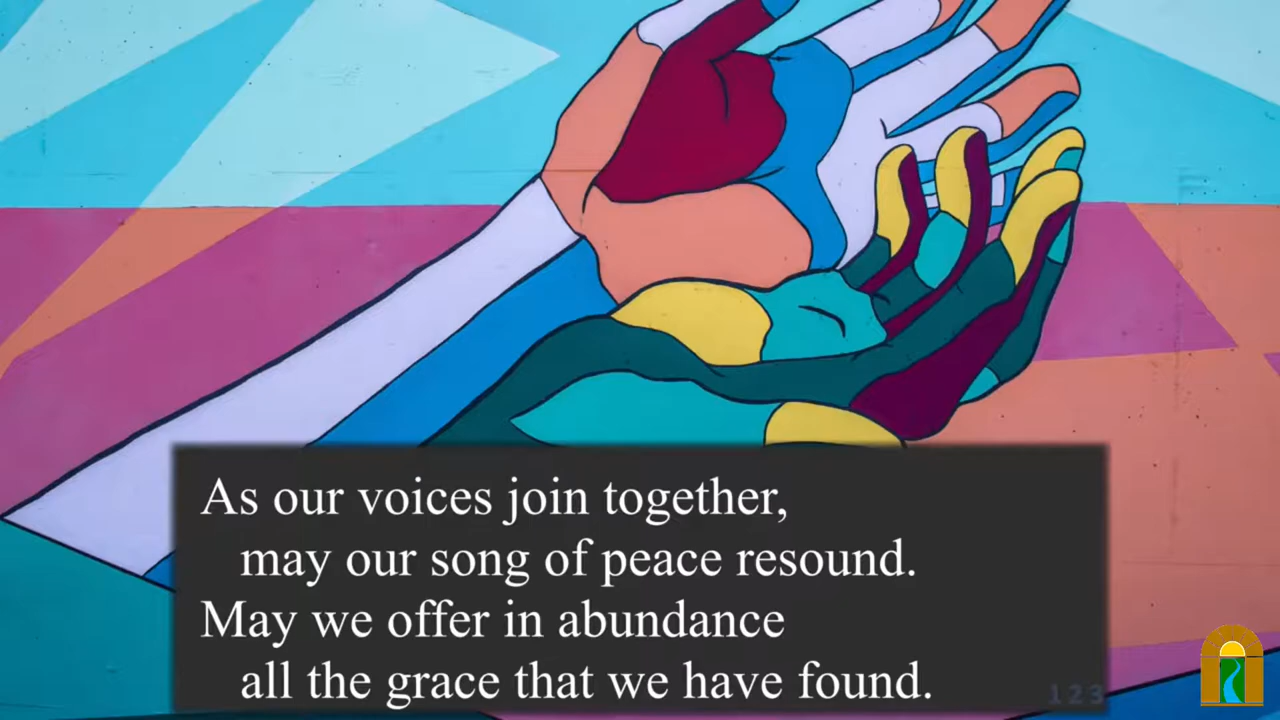 As our voices join together,
may our song of peace resound.
May we offer in abundance
all the grace that we have found.
123